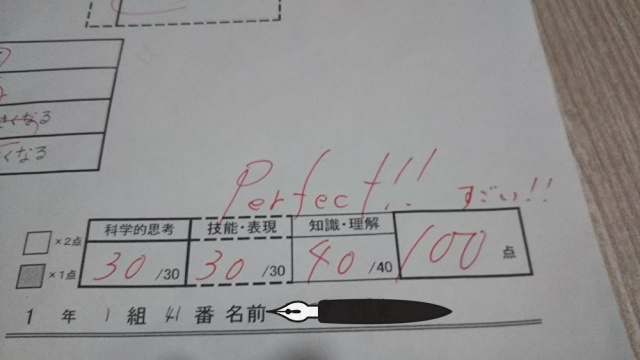 きくなる
くなる
Perfect!!!
すごい!!
×2点
×1点
科学的思考 技能・表現 知識・理解
30 /30 30 /30 40 /40 100 点
1 年 1 組 41 番 名前